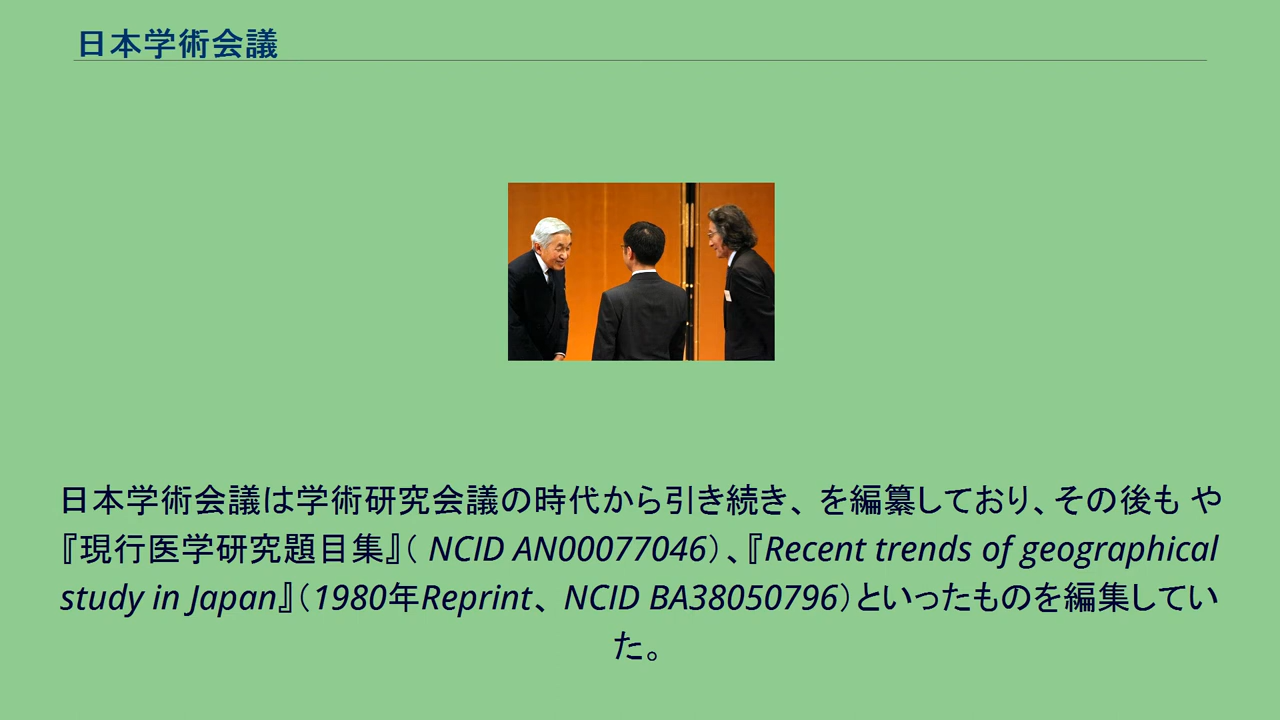 日本学術会議
日本学術会議は学術研究会議の時代から引き続き、 を編纂しており、その後も や
『現行医学研究題目集』（ NCID AN00077046）、『Recent trends of geographical
study in Japan』（1980年Reprint、 NCID BA38050796）といったものを編集してい
た。